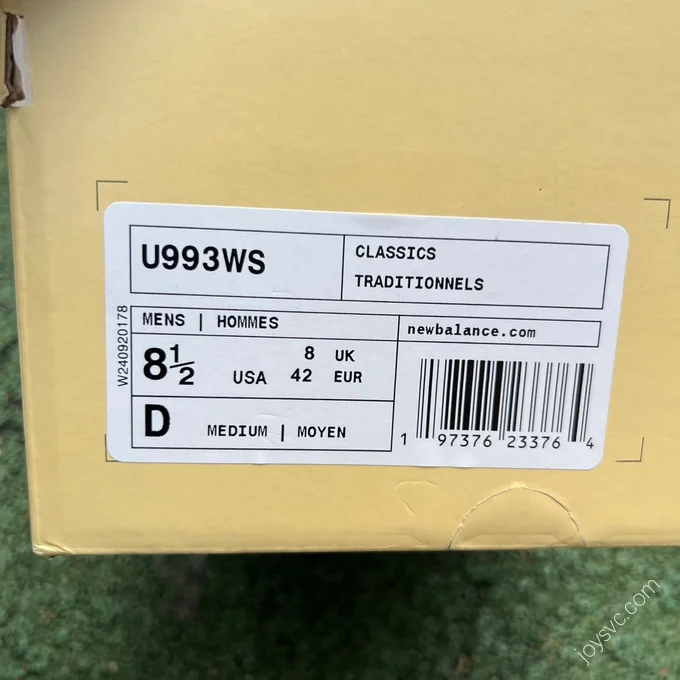 U993WS
CLASSICS
TRADITIONNELS
MENS | HOMMES
newbalance.com
8½ USA
8 UK
42 EUR
D MEDIUM | MOYEN
1 97376 23376 4
W240920178
joysvc.com